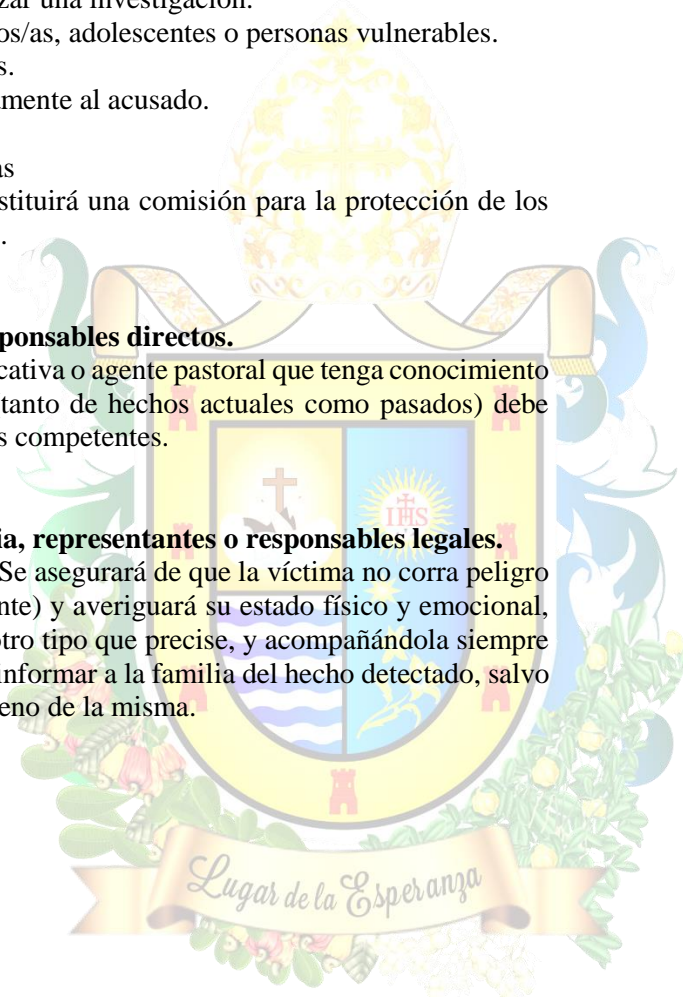 zar una investigación.
os/as, adolescentes o personas vulnerables.
s.
amente al acusado.
as
stituirá una comisión para la protección de los
.
ponsables directos.
cativa o agente pastoral que tenga conocimiento
tanto de hechos actuales como pasados) debe
s competentes.
ia, representantes o responsables legales.
Se asegurará de que la víctima no corra peligro
nte) y averiguará su estado físico y emocional,
otro tipo que precise, y acompañándola siempre
informar a la familia del hecho detectado, salvo
eno de la misma.
IHS
Lugar de la Esperanza